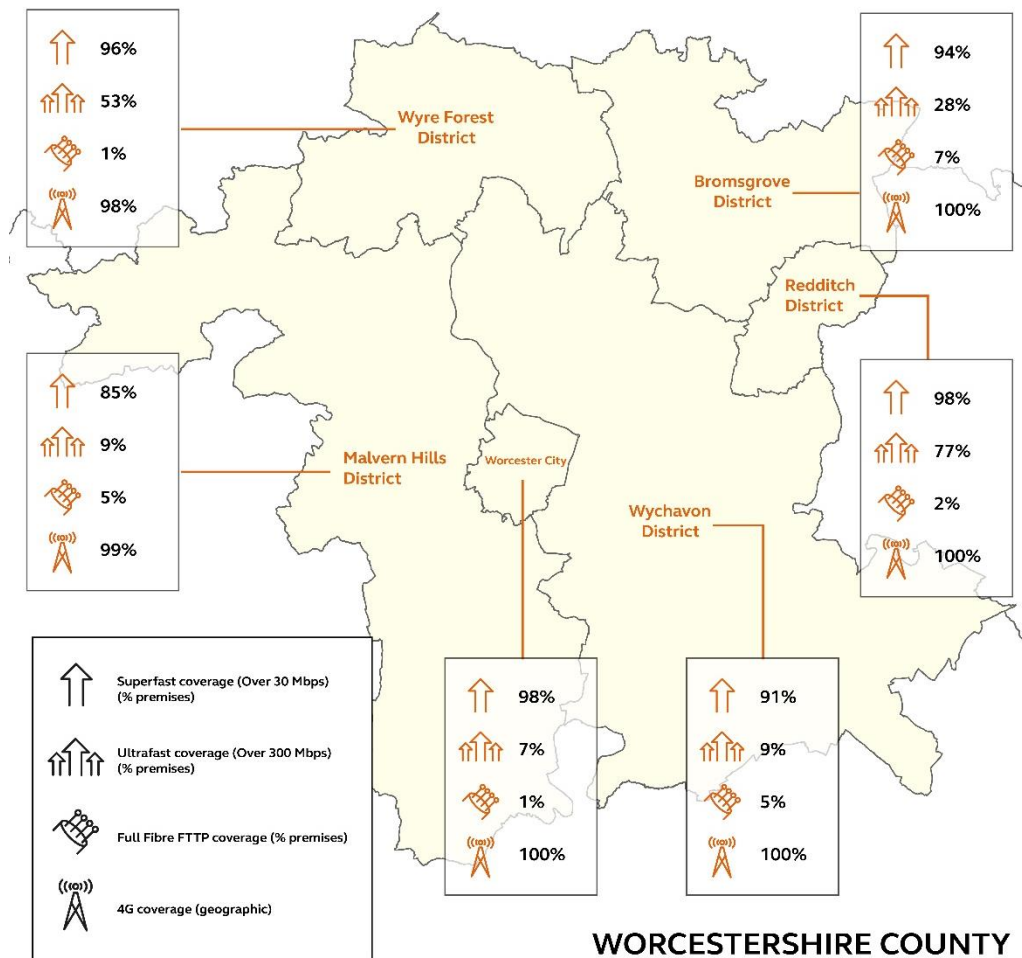 96%
53%
1%
98%
Wyre Forest
District
94%
28%
7%
100%
Bromsgrove
District
Redditch
District
98%
77%
2%
100%
85%
9%
5%
99%
Malvern Hills
District
Worcester City
Wychavon
District
98%
7%
1%
100%
91%
9%
5%
100%
Superfast coverage (Over 30 Mbps)
(% premises)
Ultrafast coverage (Over 300 Mbps)
(% premises)
Full Fibre FTTP coverage (% premises)
4G coverage (geographic)
WORCESTERSHIRE COUNTY